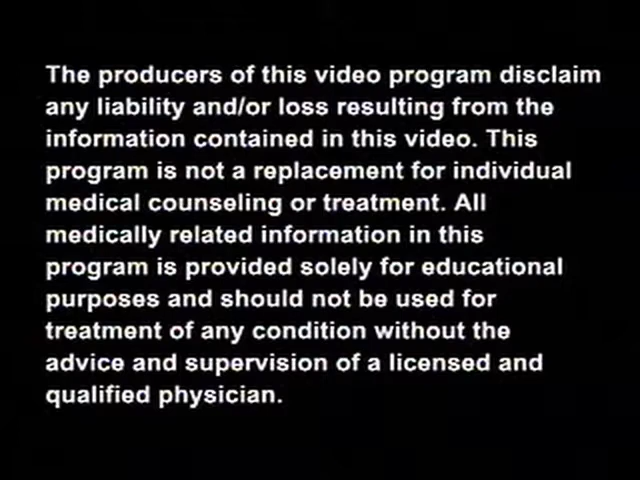 The producers of this video program disclaim
any liability and/or loss resulting from the
information contained in this video. This
program is not a replacement for individual
medical counseling or treatment. All
medically related information in this
program is provided solely for educational
purposes and should not be used for
treatment of any condition without the
advice and supervision of a licensed and
qualified physician.